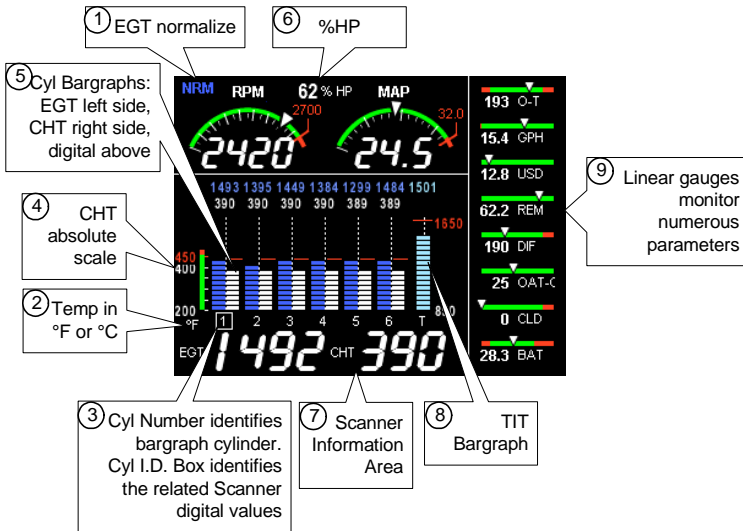 1 EGT normalize
6 %HP
5 Cyl Bargraphs:
EGT left side,
CHT right side,
digital above
4 CHT
absolute
scale
2 Temp in
°F or °C
NRM RPM 62 % HP MAP
2700 32.0
2420 24.5
1493 1395 1449 1384 1299 1484 1501
390 390 390 390 389 389
1650
450
400
200 850
°F 1 2 3 4 5 6 T
EGT 1492 CHT 390
193 O-T
15.4 GPH
12.8 USD
62.2 REM
190 DIF
25 OAT-C
0 CLD
28.3 BAT
9 Linear gauges
monitor
numerous
parameters
3 Cyl Number identifies
bargraph cylinder.
Cyl I.D. Box identifies
the related Scanner
digital values
7 Scanner
Information
Area
8 TIT
Bargraph